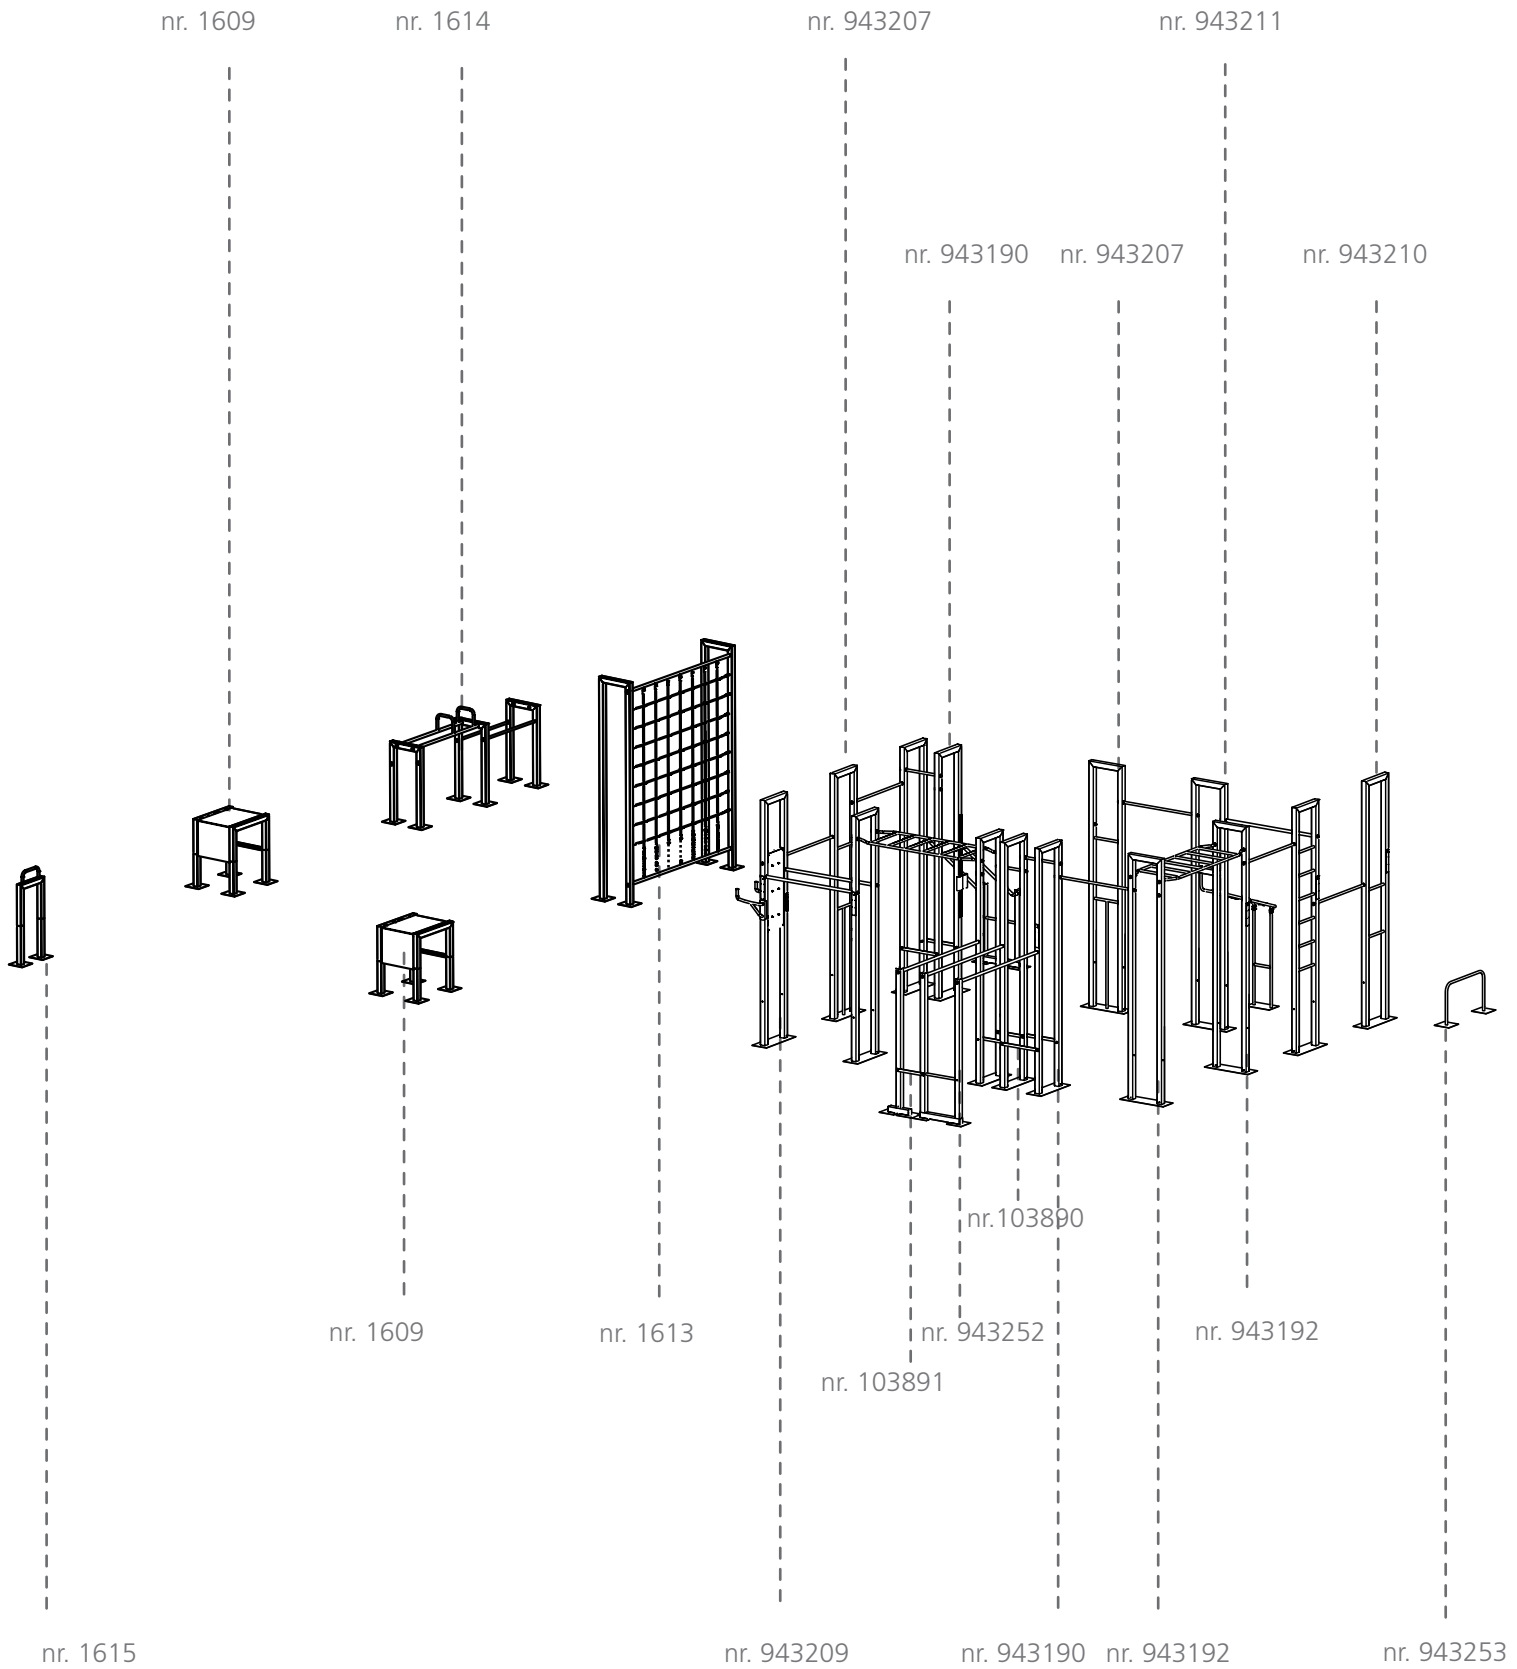 nr. 1609
nr. 1614
nr. 943207
nr. 943211
nr. 943190
nr. 943207
nr. 943210
nr.103890
nr. 1609
nr. 1613
nr. 943252
nr. 943192
nr. 103891
nr. 1615
nr. 943209
nr. 943190
nr. 943192
nr. 943253